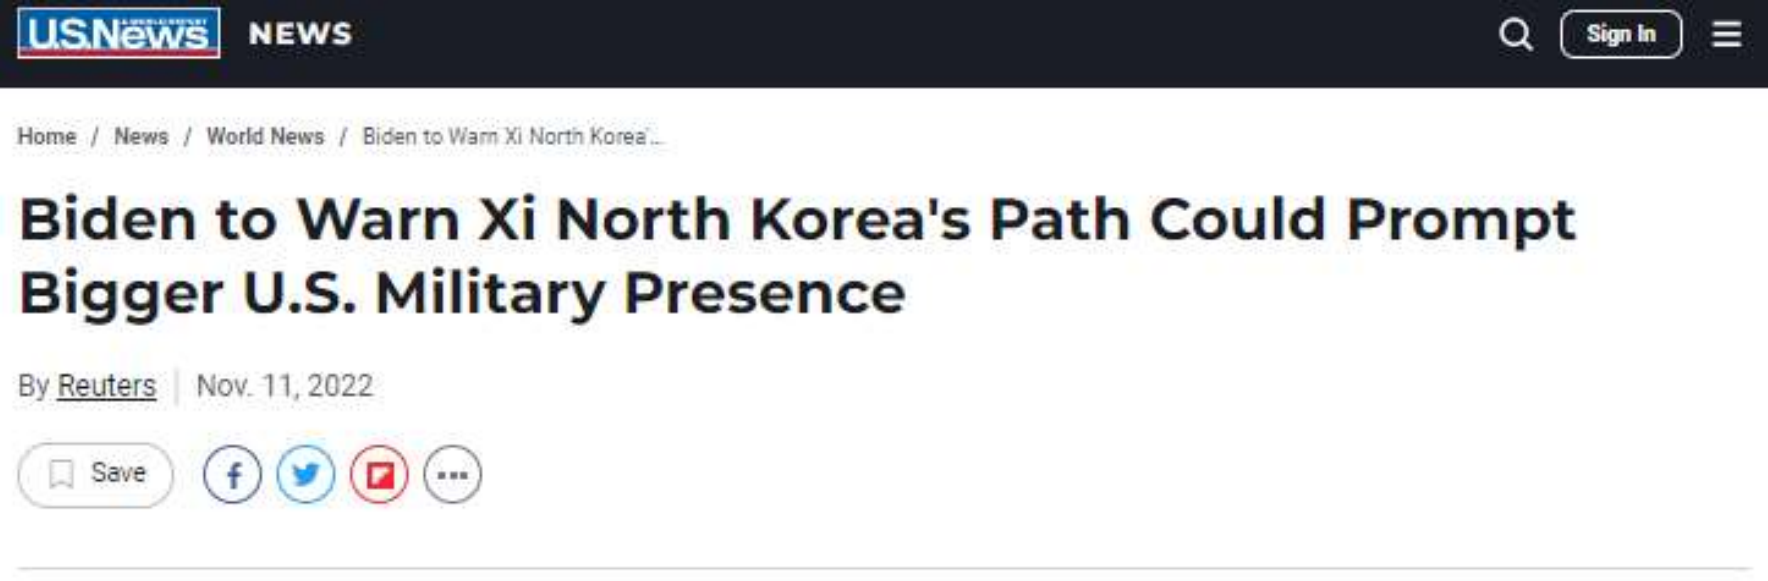 U.S.News NEWS Sign In
Home / News / World News / Biden to Warn Xi North Korea'...
Biden to Warn Xi North Korea's Path Could Prompt
Bigger U.S. Military Presence
By Reuters Nov. 11, 2022
Save